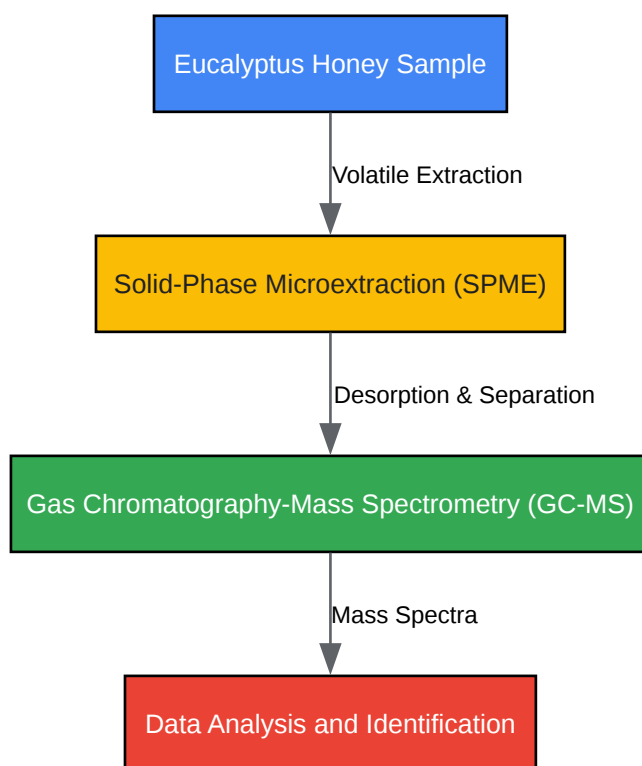 Eucalyptus Honey Sample
Volatile Extraction
Solid-Phase Microextraction (SPME)
Desorption & Separation
Gas Chromatography-Mass Spectrometry (GC-MS)
Mass Spectra
Data Analysis and Identification